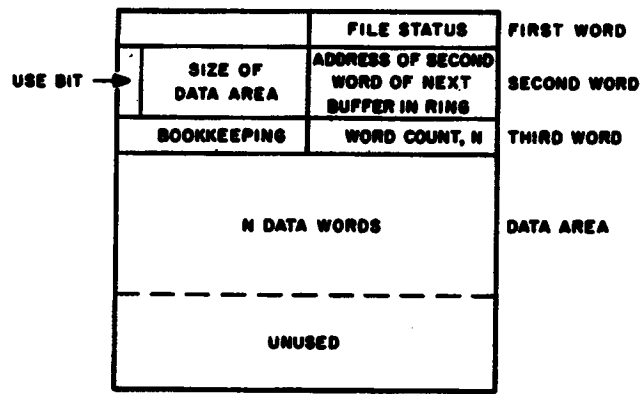 FILE STATUS
FIRST WORD
USE BIT
SIZE OF
DATA AREA
ADDRESS OF SECOND
WORD OF NEXT
BUFFER IN RING
SECOND WORD
BOOKKEEPING
WORD COUNT, N
THIRD WORD
N DATA WORDS
DATA AREA
UNUSED